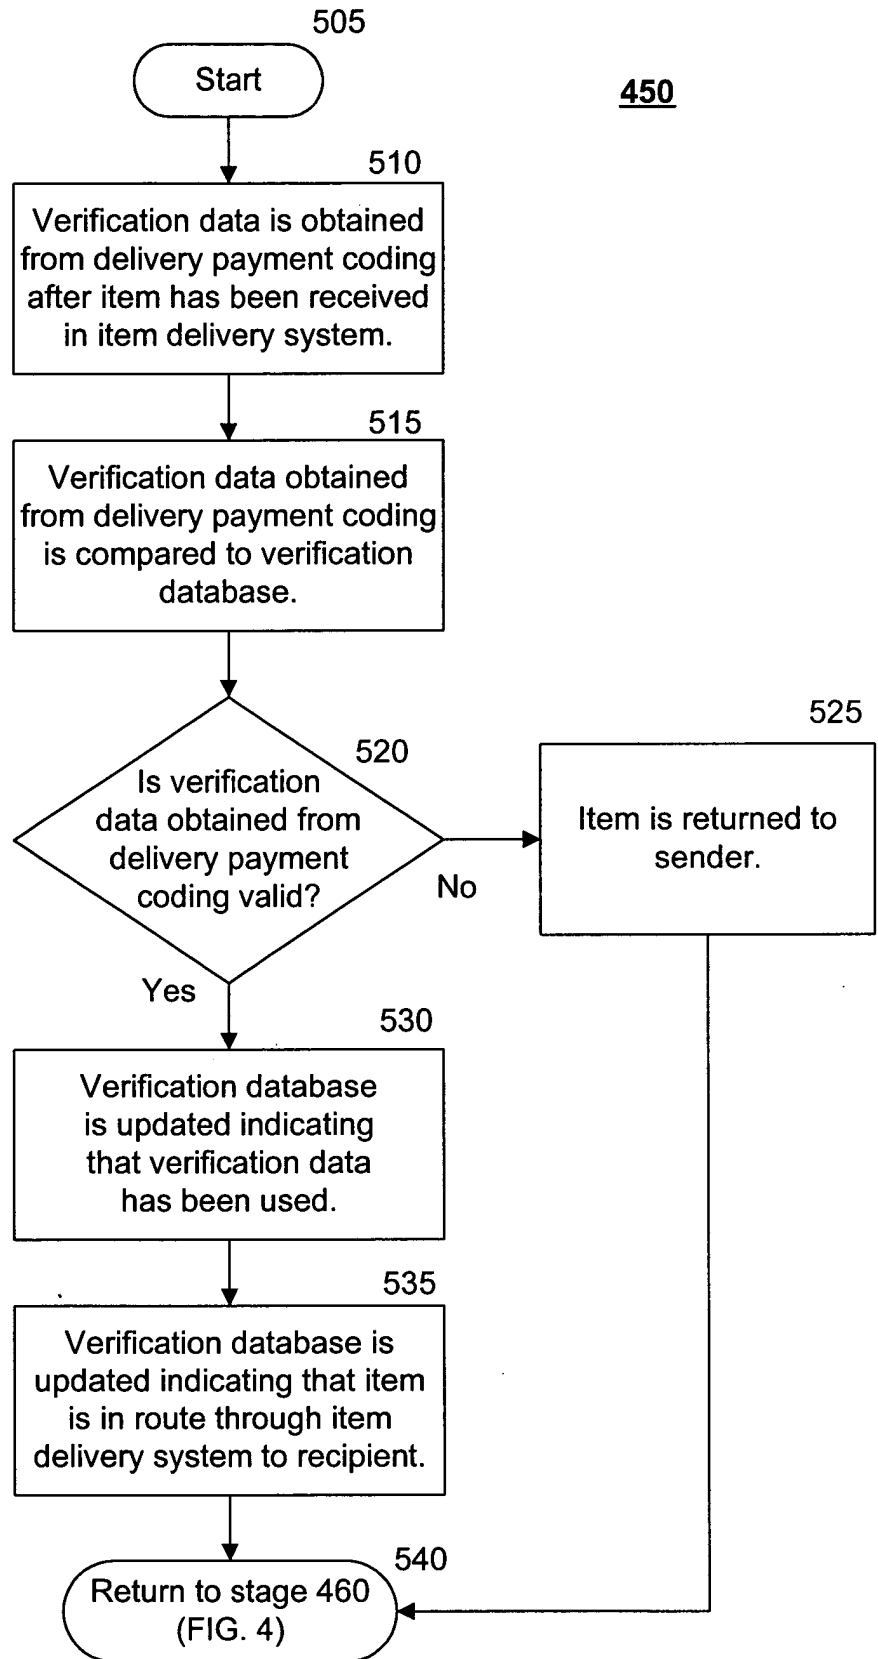 505
Start
450
510
Verification data is obtained
from delivery payment coding
after item has been received
in item delivery system.
515
Verification data obtained
from delivery payment coding
is compared to verification
database.
520
Is verification
data obtained from
delivery payment
coding valid?
525
Item is returned to
sender.
No
Yes
530
Verification database
is updated indicating
that verification data
has been used.
535
Verification database is
updated indicating that item
is in route through item
delivery system to recipient.
540
Return to stage 460
(FIG. 4)